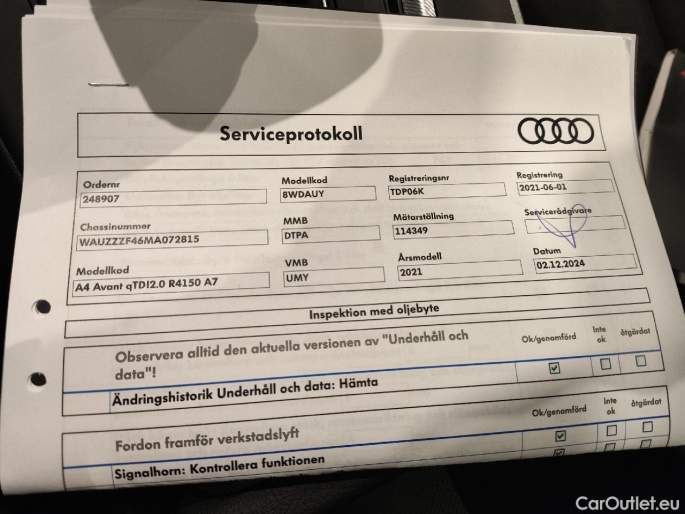 Serviceprotokoll
Ordernr
248907
Modellkod
8WDAUY
Registreringsnr
TDP06K
Registrering
2021-06-01
Chassinummer
WAUZZZF46MA072815
MMB
DTPA
Mätarställning
114349
Servicerådgivare
Modellkod
A4 Avant qTDI2.0 R4150 A7
VMB
UMY
Årsmodell
2021
Datum
02.12.2024
Inspektion med oljebyte
Observera alltid den aktuella versionen av "Underhåll och
data"!
Ok/genomförd
Inte
ok
åtgärdat
Ändringshistorik Underhåll och data: Hämta
Fordon framför verkstadslyft
Ok/genomförd
Inte
ok
åtgärdat
Signalhorn: Kontrollera funktionen
CarOutlet.eu